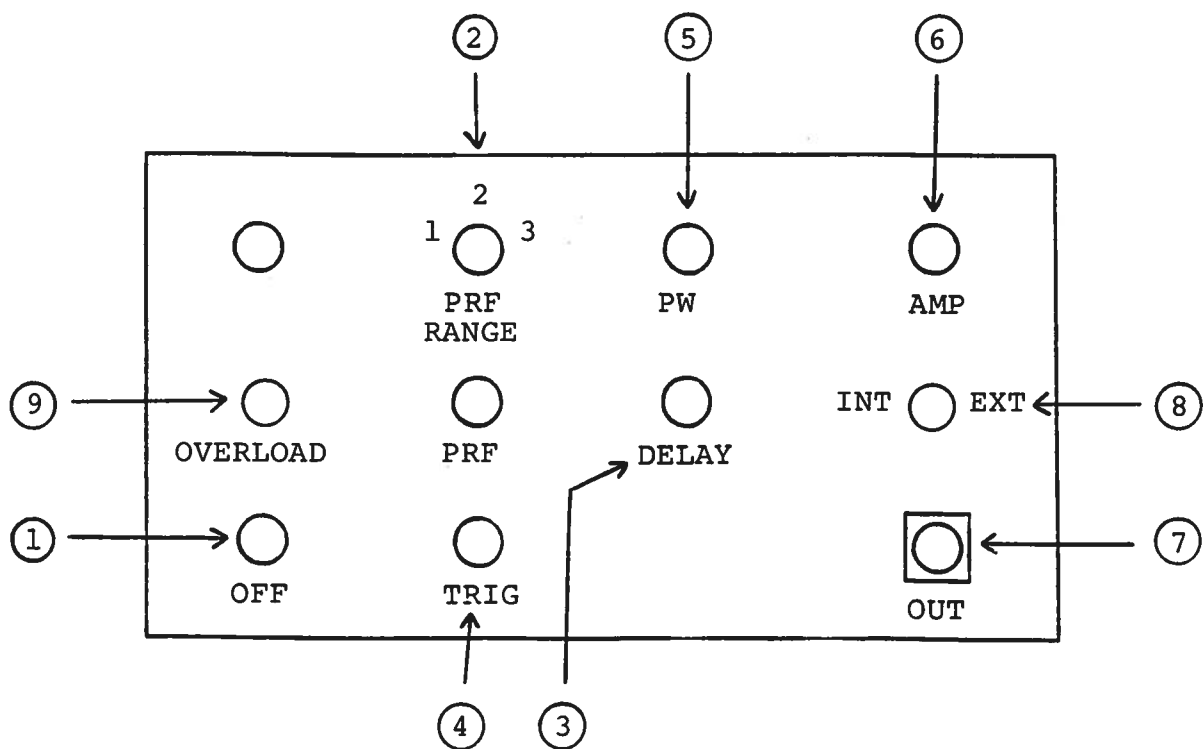 2 5 6
2
1 3
PRF
RANGE
PW
AMP
9
OVERLOAD
PRF
DELAY
INT EXT
8
1
OFF
TRIG
OUT
7
4
3